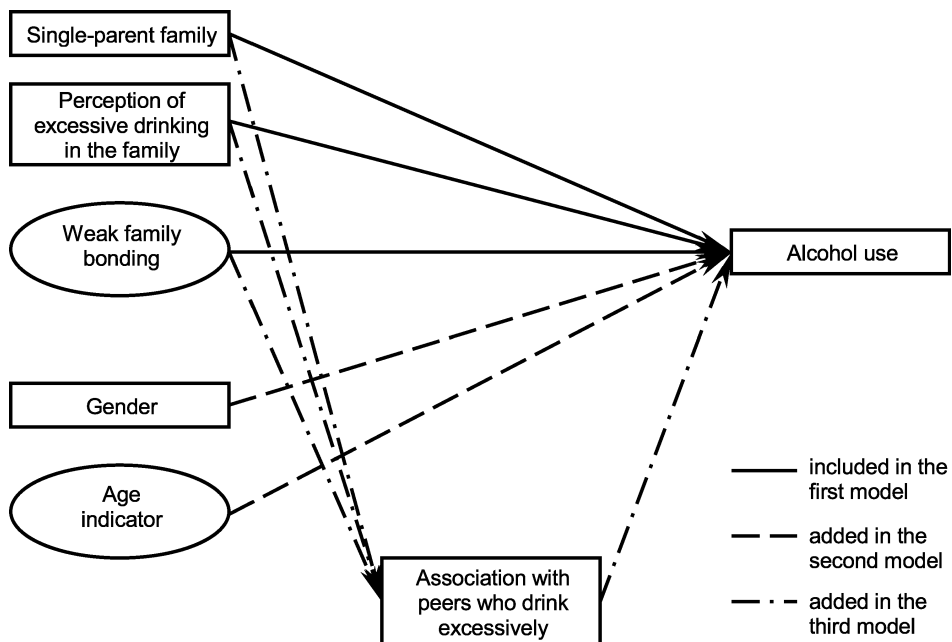 Single-parent family
Perception of
excessive drinking
in the family
Weak family
bonding
Alcohol use
Gender
Age
indicator
Association with
peers who drink
excessively
included in the
first model
added in the
second model
added in the
third model